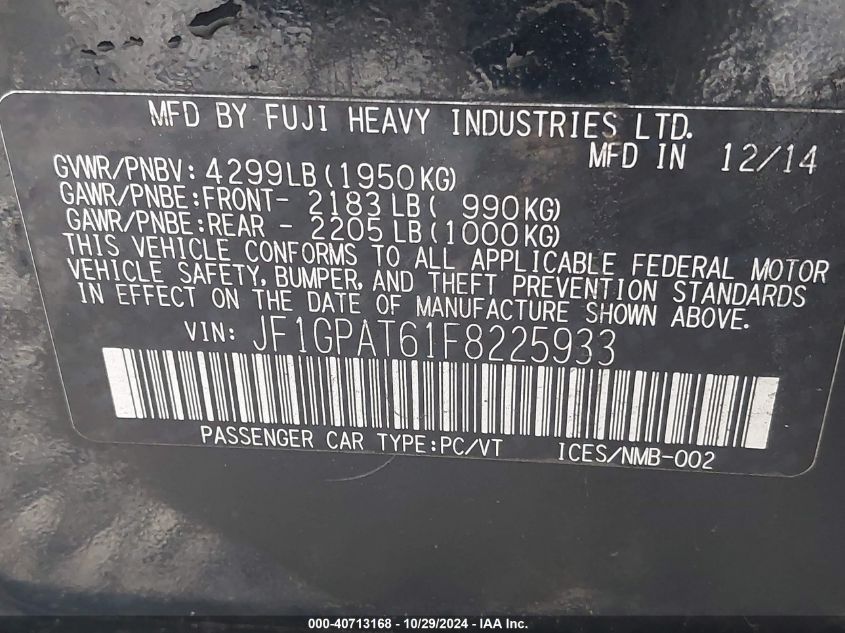 MFD BY FUJI HEAVY INDUSTRIES LTD.
MFD IN 12/14
GVWR/PNBV: 4299LB(1950KG)
GAWR/PNBE:FRONT- 2183LB( 990KG)
GAWR/PNBE:REAR - 2205LB(1000KG)
THIS VEHICLE CONFORMS TO ALL APPLICABLE FEDERAL MOTOR
VEHICLE SAFETY, BUMPER, AND THEFT PREVENTION STANDARDS
IN EFFECT ON THE DATE OF MANUFACTURE SHOWN ABOVE.
VIN: JF1GPAT61F8225933
PASSENGER CAR TYPE:PC/VT ICES/NMB-002
000-40713168 - 10/29/2024 - IAA Inc.